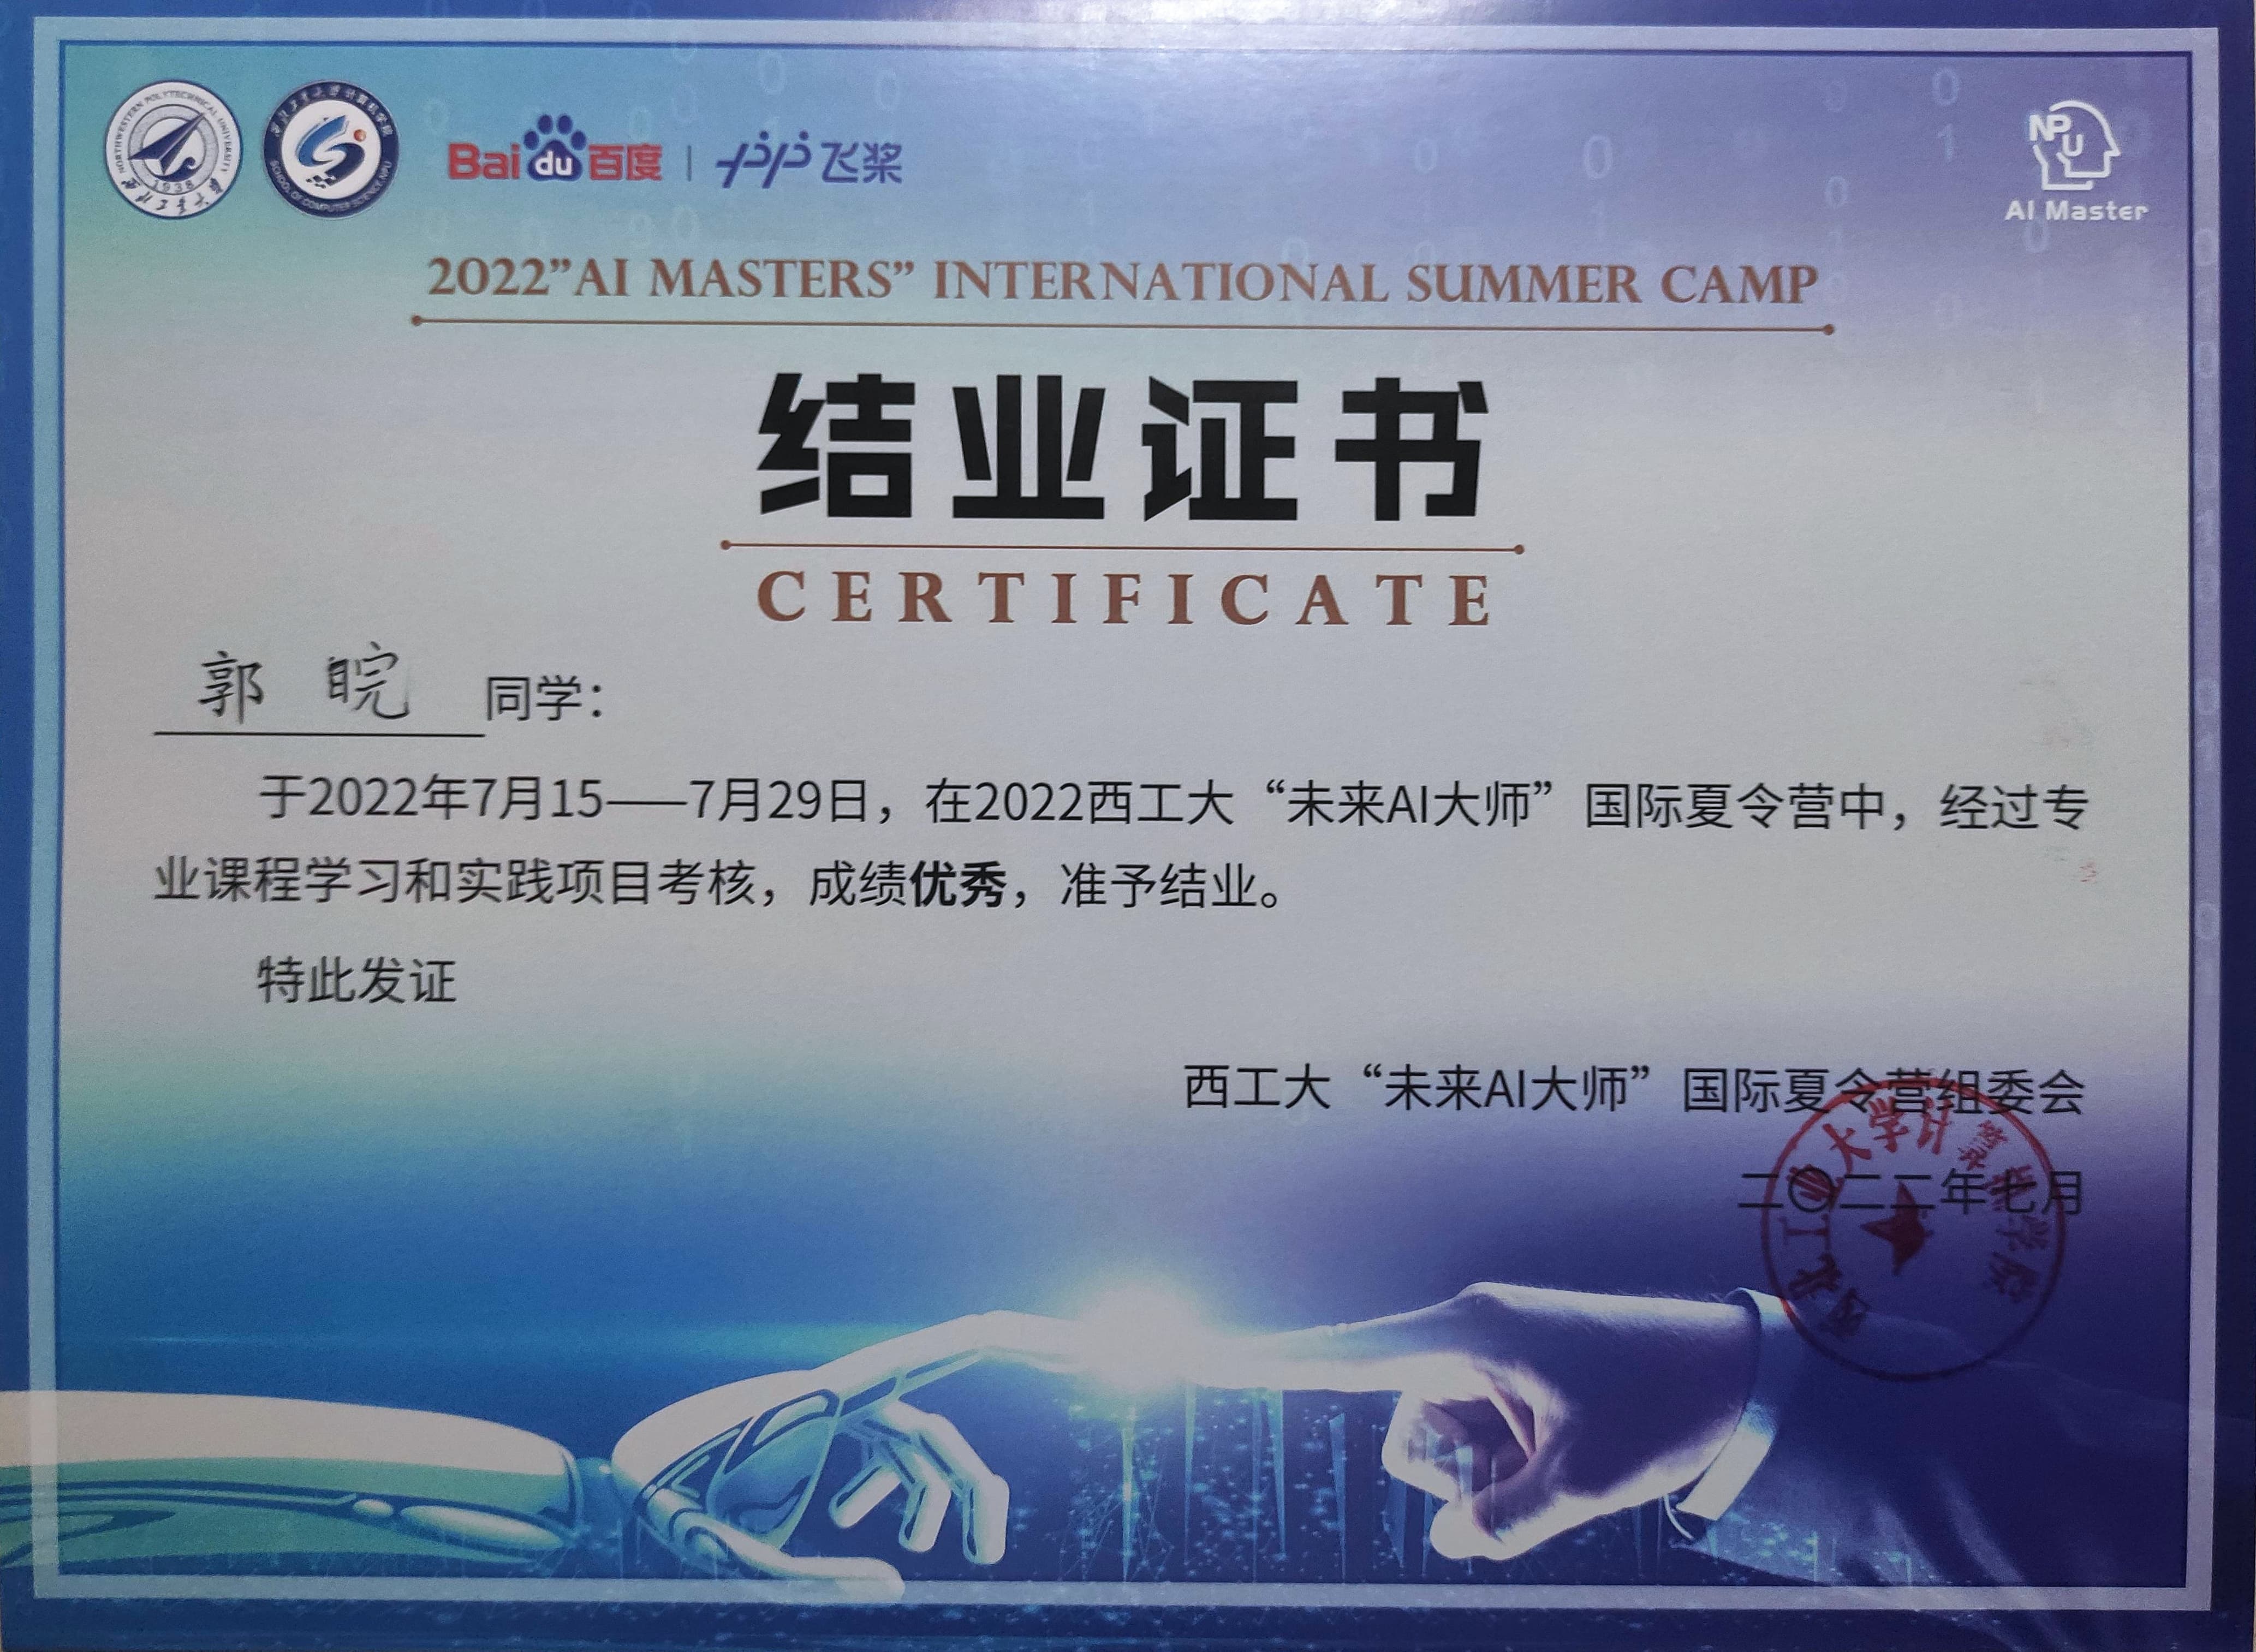 NORTHWESTERN POLYTECHNICAL UNIVERSITY
1938
西北工业大学
西北工业大学计算机学院
SCHOOL OF COMPUTER SCIENCE, NPU
Bai du 百度 | 飞桨
NPU
AI Master
2022”AI MASTERS” INTERNATIONAL SUMMER CAMP
结业证书
CERTIFICATE
郭 睆 同学：
于2022年7月15——7月29日，在2022西工大“未来AI大师”国际夏令营中，经过专
业课程学习和实践项目考核，成绩优秀，准予结业。
特此发证
西工大“未来AI大师”国际夏令营组委会
二〇二二年七月
西北工业大学计算机学院